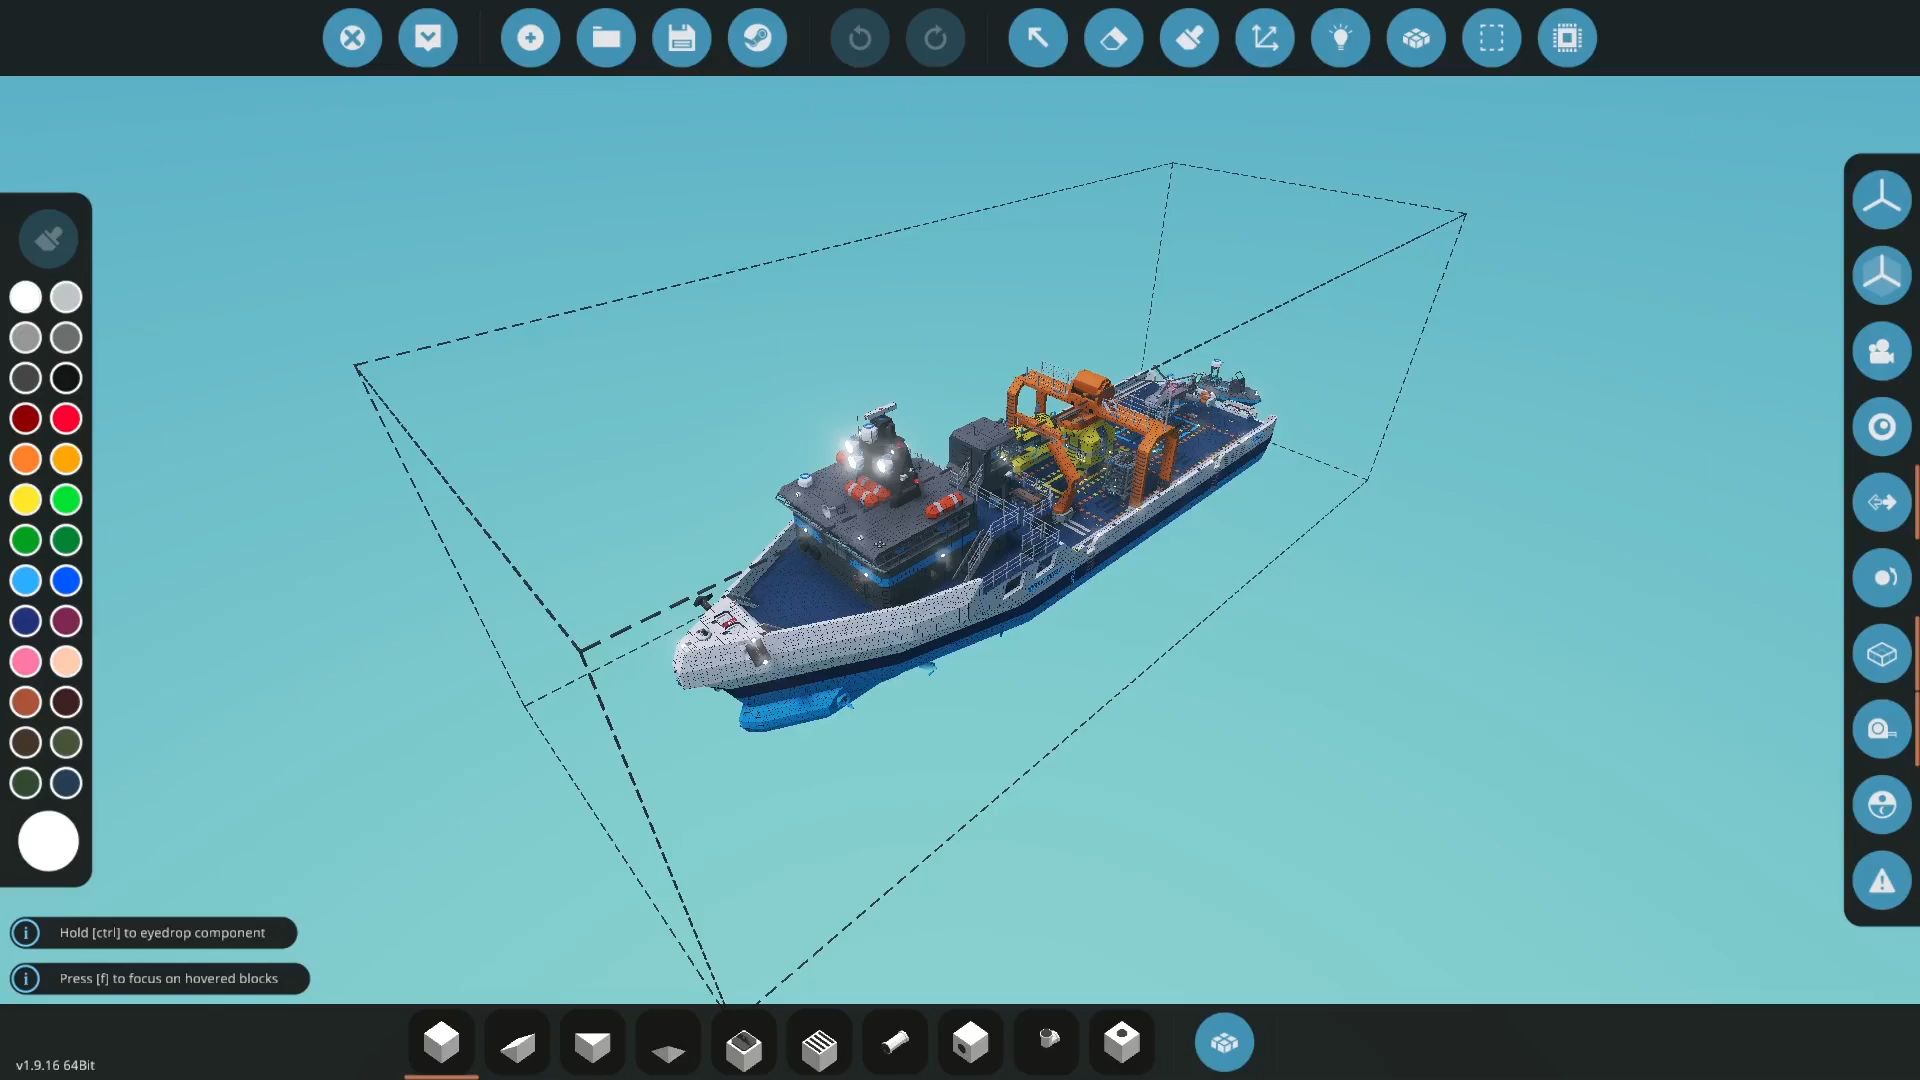 Hold [ctrl] to eyedrop component
Press [f] to focus on hovered blocks
v1.9.16 64Bit